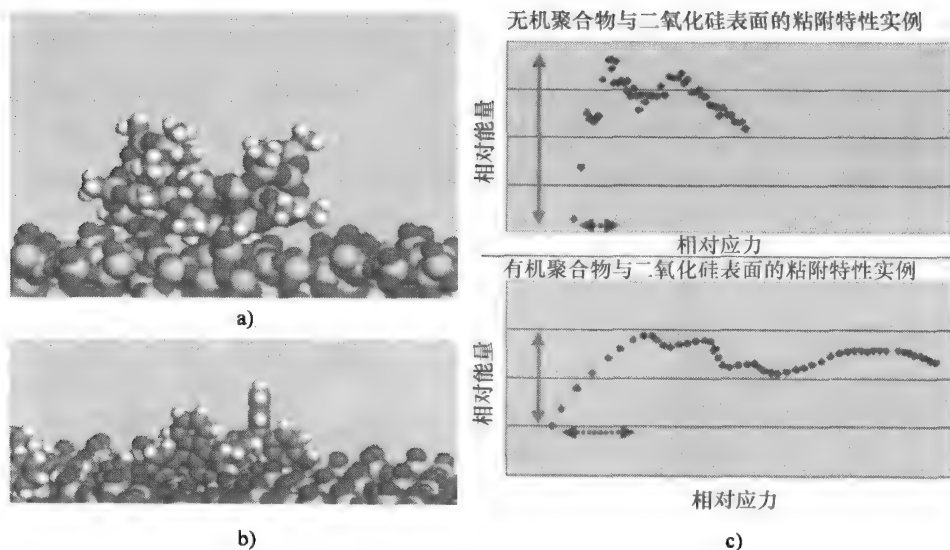 a)
b)
无机聚合物与二氧化硅表面的粘附特性实例
相对能量
相对应力
有机聚合物与二氧化硅表面的粘附特性实例
相对能量
相对应力
c)